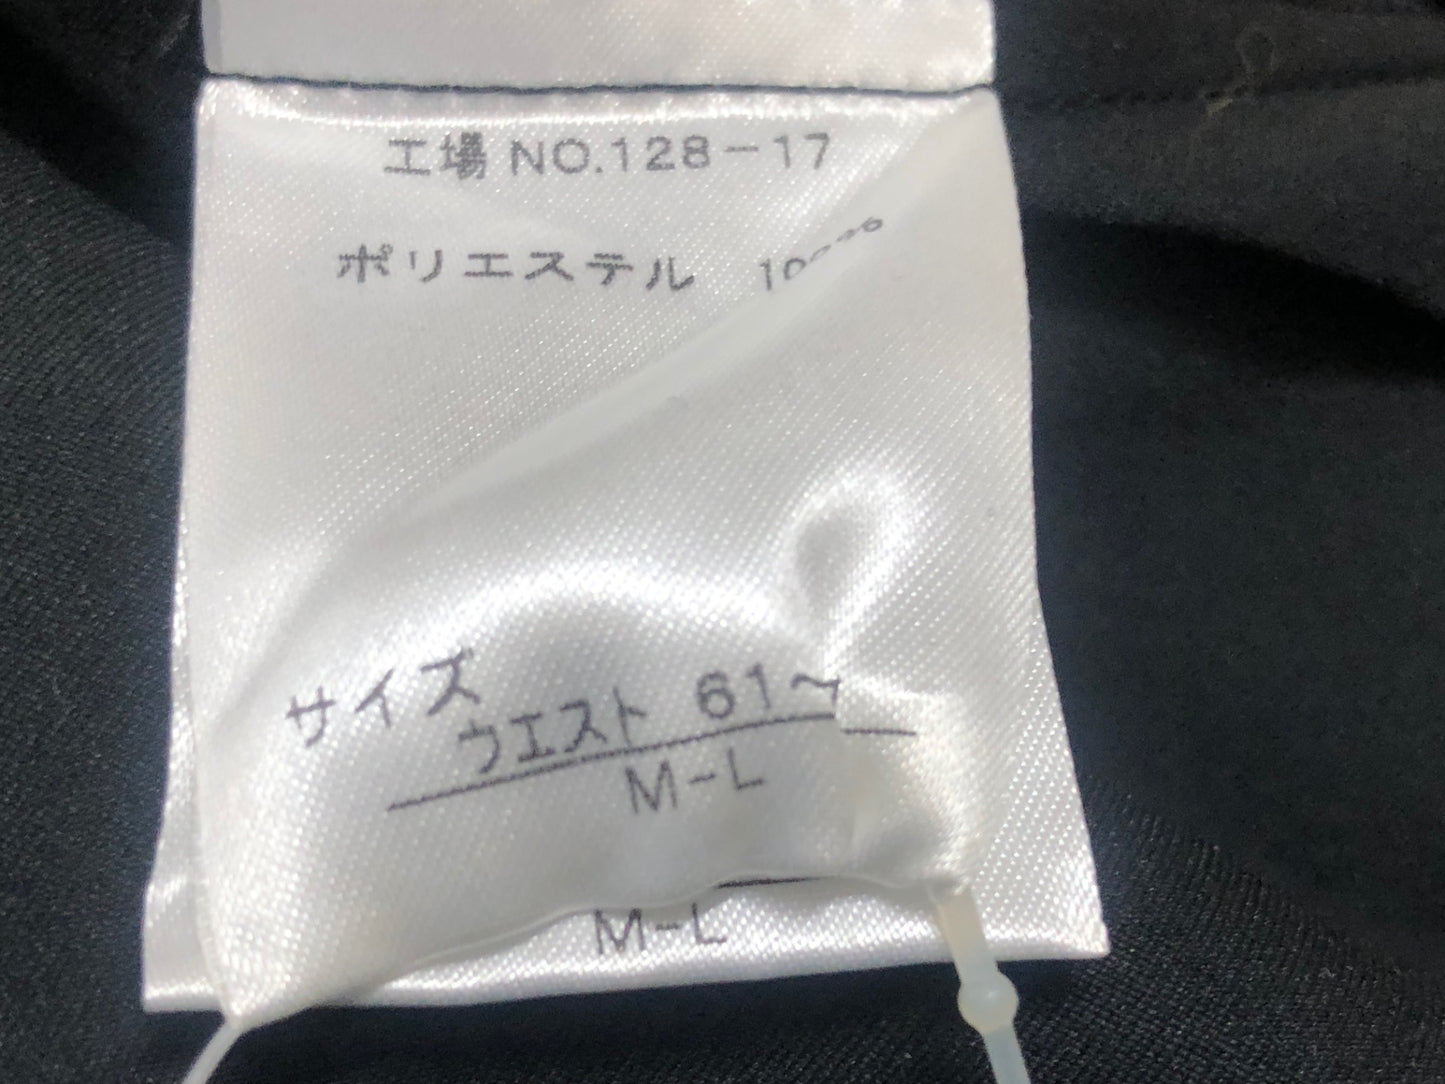 工場 NO.128-17
ポリエステル 100%
サイズ
ウエスト 61~
M-L
M-L